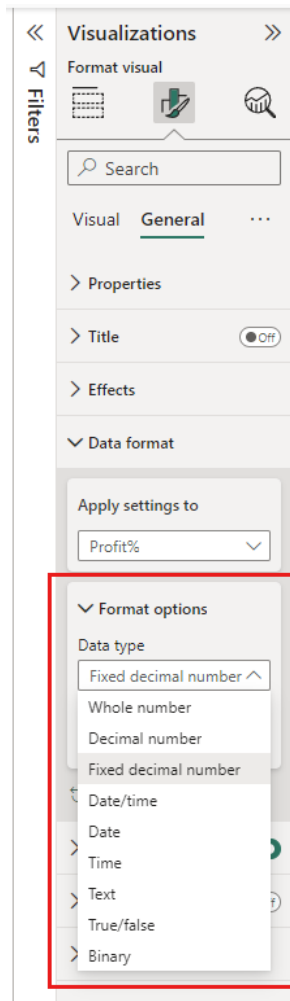 Visualizations
Filters
Format visual
Search
Visual General ...
Properties
Title Off
Effects
Data format
Apply settings to
Profit%
Format options
Data type
Fixed decimal number
Whole number
Decimal number
Fixed decimal number
Date/time
Date
Time
Text
True/false
Binary